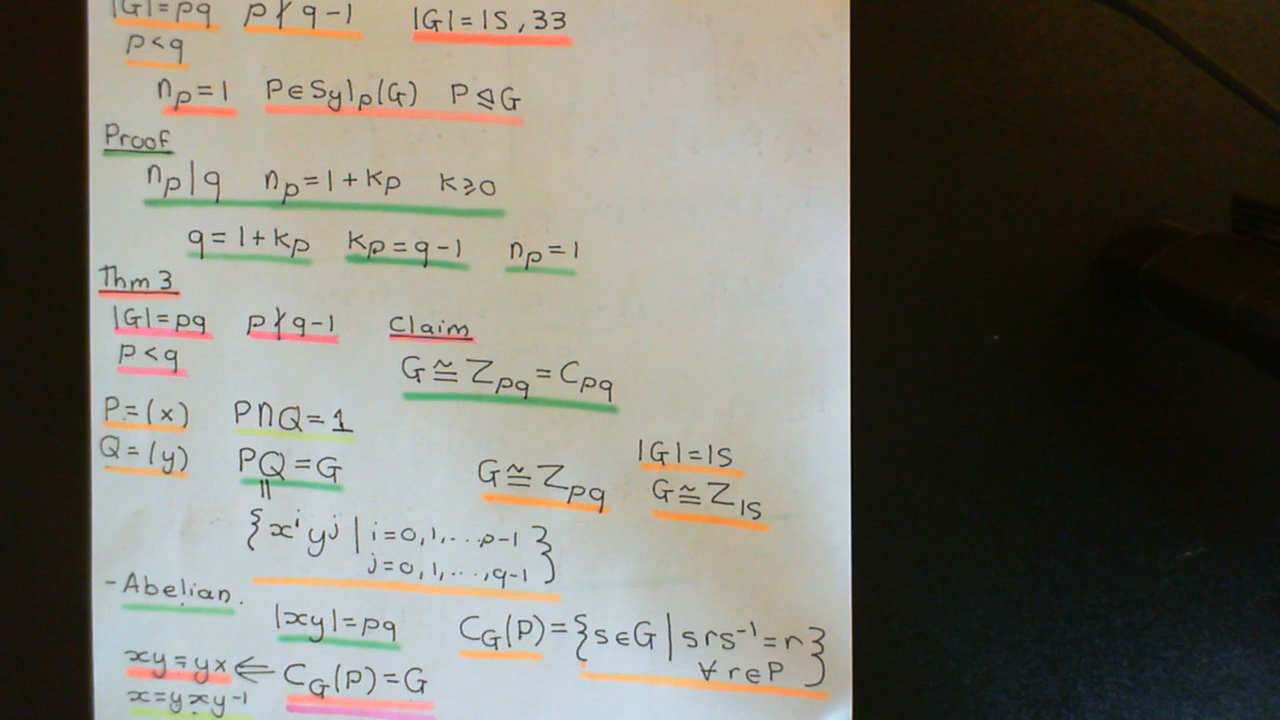 |G|=pq p∤q-1 |G|=15,33
p<q
n_p=1 P∈Syl_p(G) P⊴G
Proof
n_p|q n_p=1+kp k≥0
q=1+kp kp=q-1 n_p=1
Thm 3
|G|=pq p∤q-1 Claim
p<q
G≅Z_pq=C_pq
P=(x) P∩Q=1
Q=(y) PQ=G G≅Z_pq |G|=15
G≅Z_15
=
{x^i y^j | i=0,1,...p-1
j=0,1,...,q-1}
-Abelian.
|xy|=pq C_G(P)={s∈G|srs^-1=r
∀r∈P}
xy=yx ⇐ C_G(P)=G
x=yxy^-1